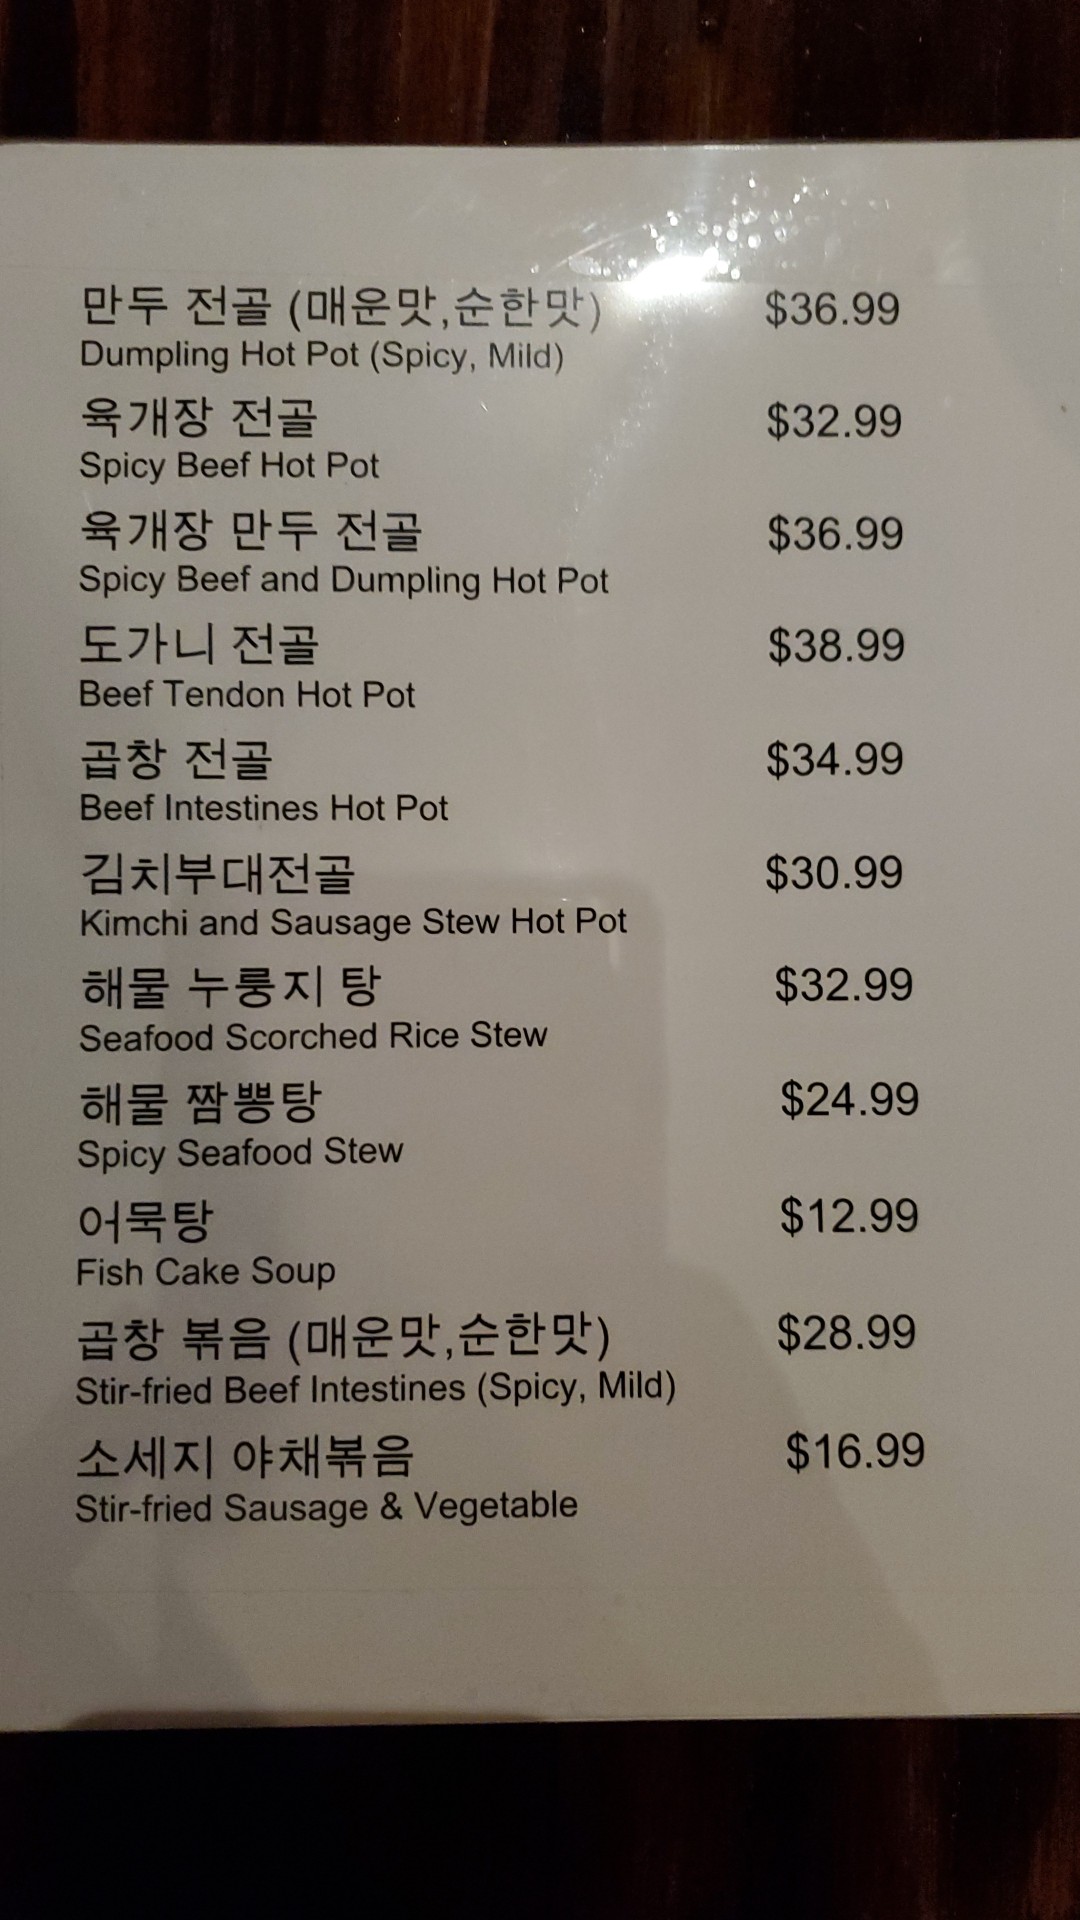 만두 전골 (매운맛,순한맛) $36.99
Dumpling Hot Pot (Spicy, Mild)
육개장 전골 $32.99
Spicy Beef Hot Pot
육개장 만두 전골 $36.99
Spicy Beef and Dumpling Hot Pot
도가니 전골 $38.99
Beef Tendon Hot Pot
곱창 전골 $34.99
Beef Intestines Hot Pot
김치부대전골 $30.99
Kimchi and Sausage Stew Hot Pot
해물 누룽지 탕 $32.99
Seafood Scorched Rice Stew
해물 짬뽕탕 $24.99
Spicy Seafood Stew
어묵탕 $12.99
Fish Cake Soup
곱창 볶음 (매운맛,순한맛) $28.99
Stir-fried Beef Intestines (Spicy, Mild)
소세지 야채볶음 $16.99
Stir-fried Sausage & Vegetable